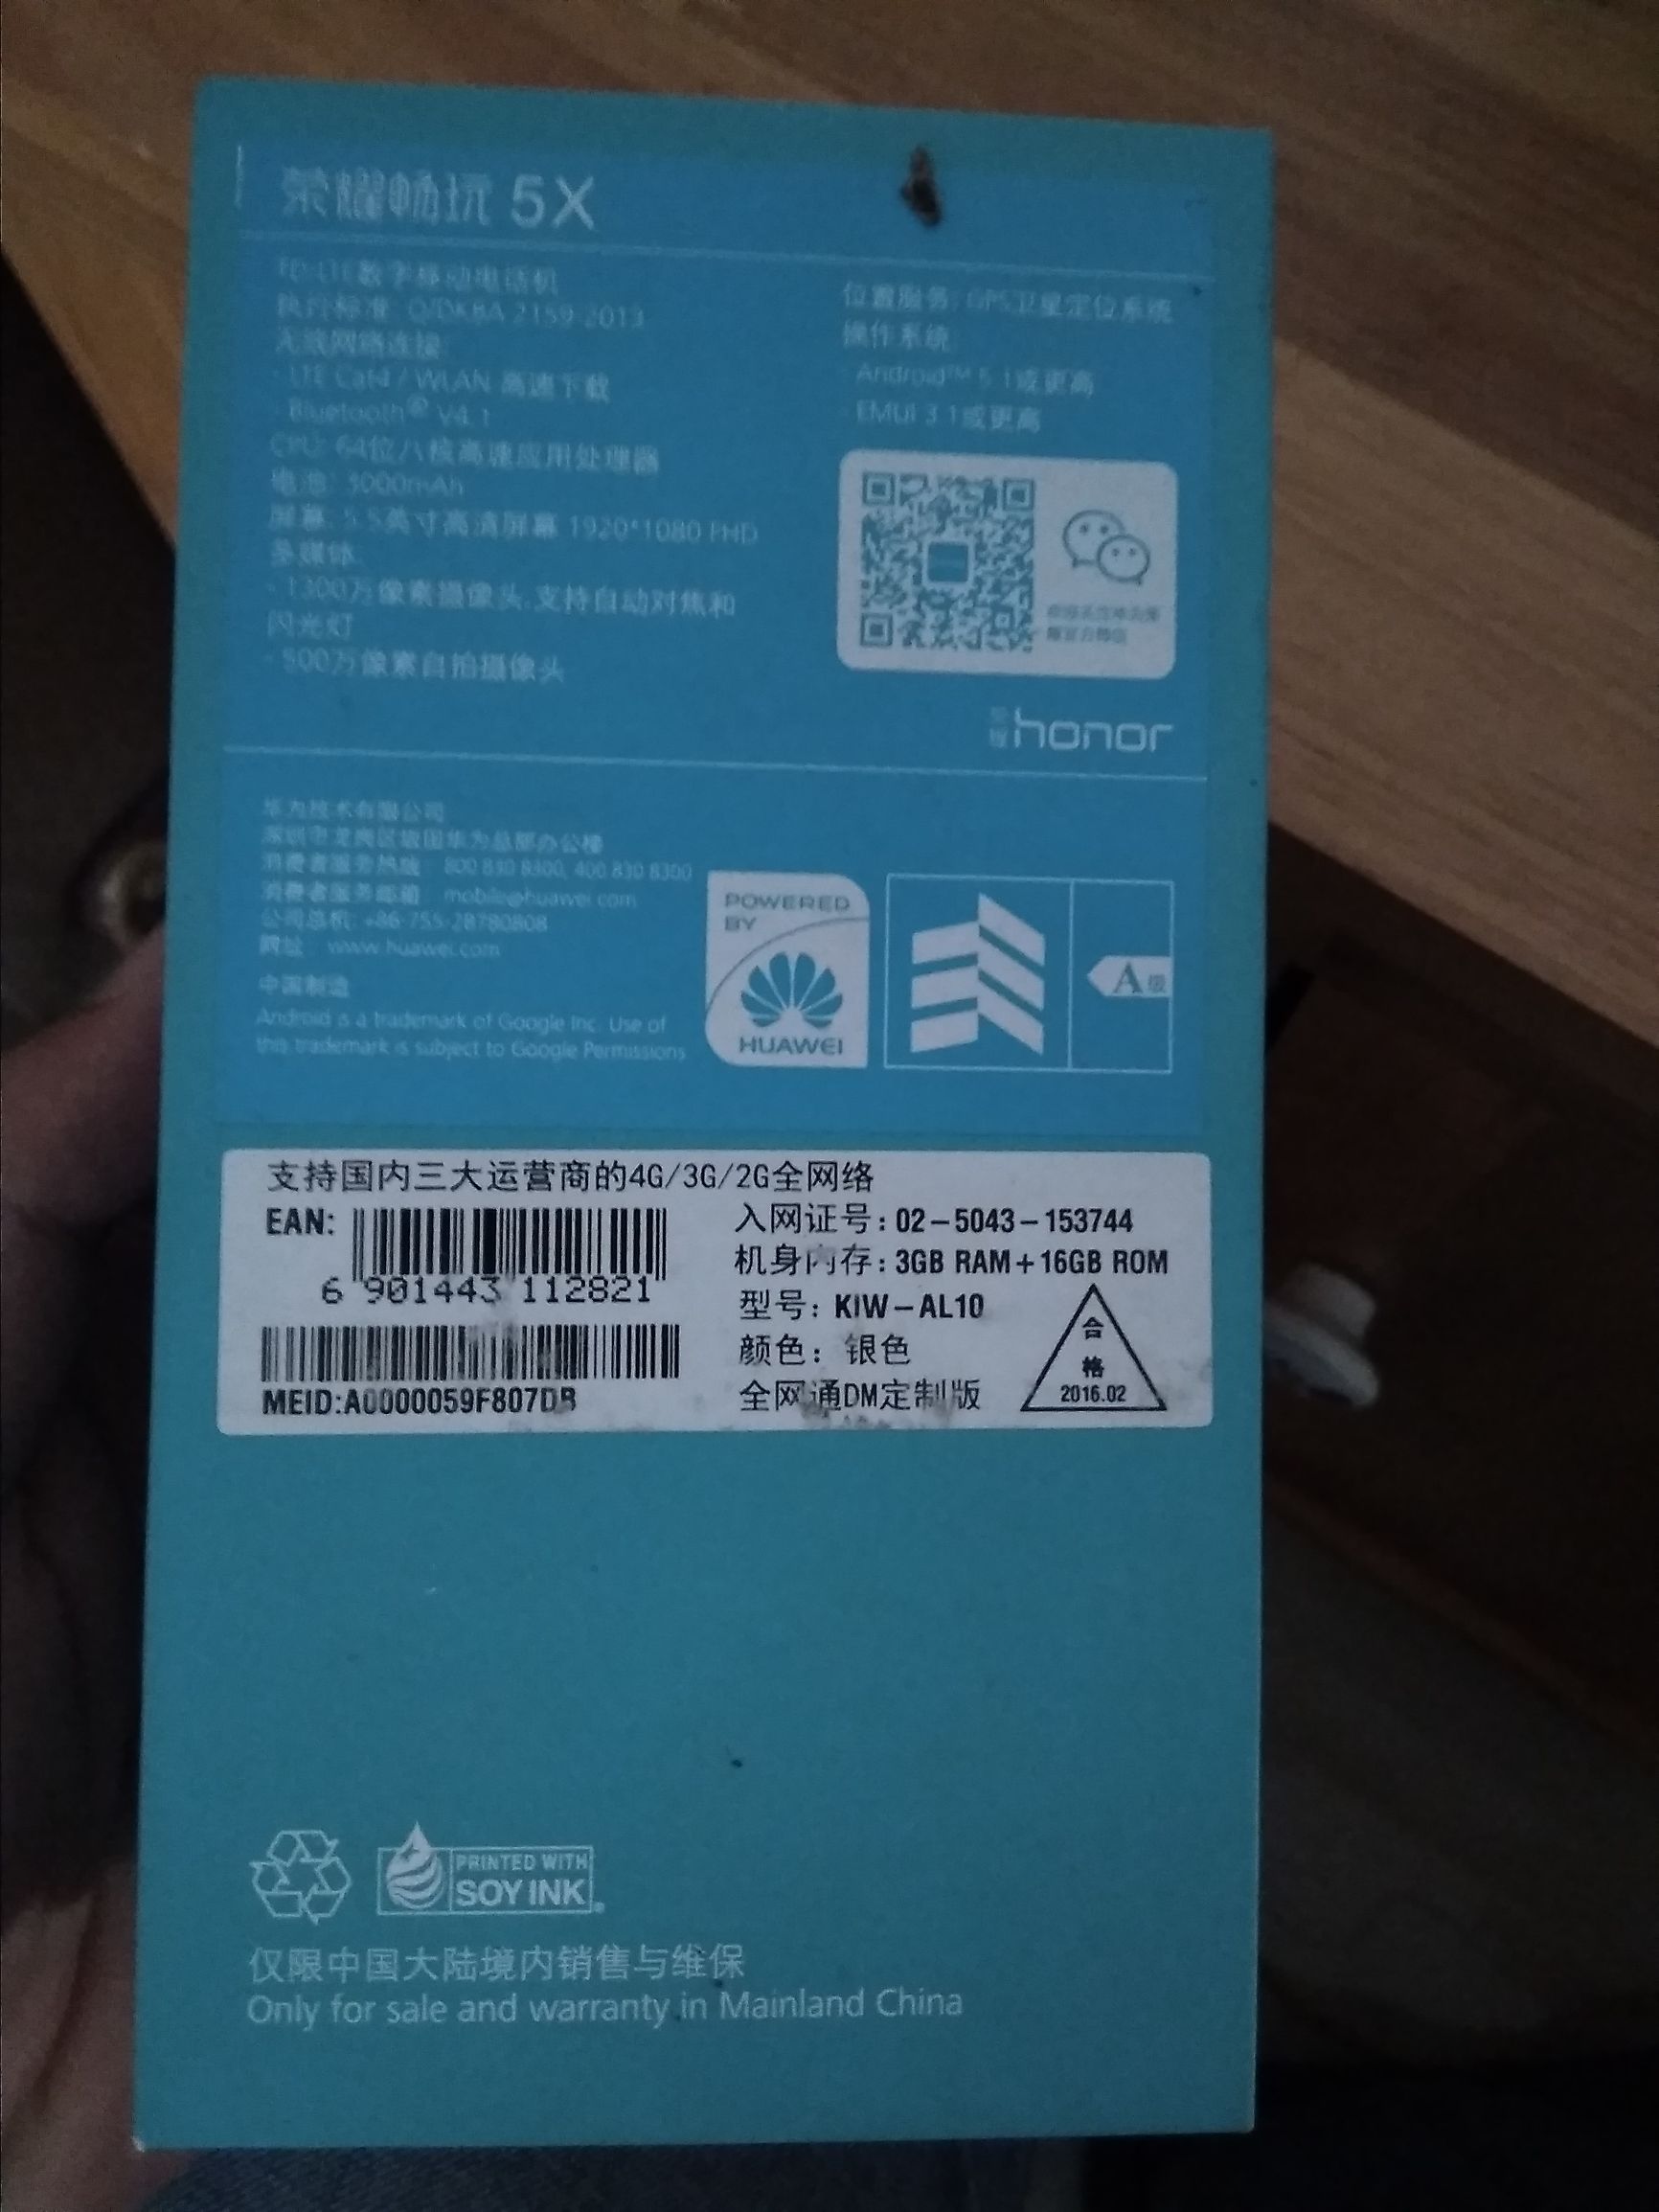 荣耀畅玩 5X
TD-LTE数字移动电话机
执行标准: Q/DKBA 2159-2013
无线网络连接:
· LTE Cat4 / WLAN 高速下载
· Bluetooth® V4.1
CPU: 64位八核高速应用处理器
电池: 3000mAh
屏幕: 5.5英寸高清屏幕 1920*1080 FHD
多媒体:
· 1300万像素摄像头,支持自动对焦和
闪光灯
· 500万像素自拍摄像头
位置服务: GPS卫星定位系统
操作系统:
Android™ 5.1或更高
EMUI 3.1或更高
荣耀 honor
华为技术有限公司
深圳市龙岗区坂田华为总部办公楼
消费者服务热线: 800 830 8300, 400 830 8300
消费者服务邮箱: mobile@huawei.com
公司总机: +86-755-28780808
网址: www.huawei.com
中国制造
Android is a trademark of Google Inc. Use of
this trademark is subject to Google Permissions
POWERED
BY
HUAWEI
A级
支持国内三大运营商的4G/3G/2G全网络
EAN:
6 901443 112821
MEID:A0000059F807DB
入网证号: 02-5043-153744
机身内存: 3GB RAM+16GB ROM
型号: KIW-AL10
颜色: 银色
全网通DM定制版
合
格
2016.02
PRINTED WITH
SOY INK
仅限中国大陆境内销售与维保
Only for sale and warranty in Mainland China